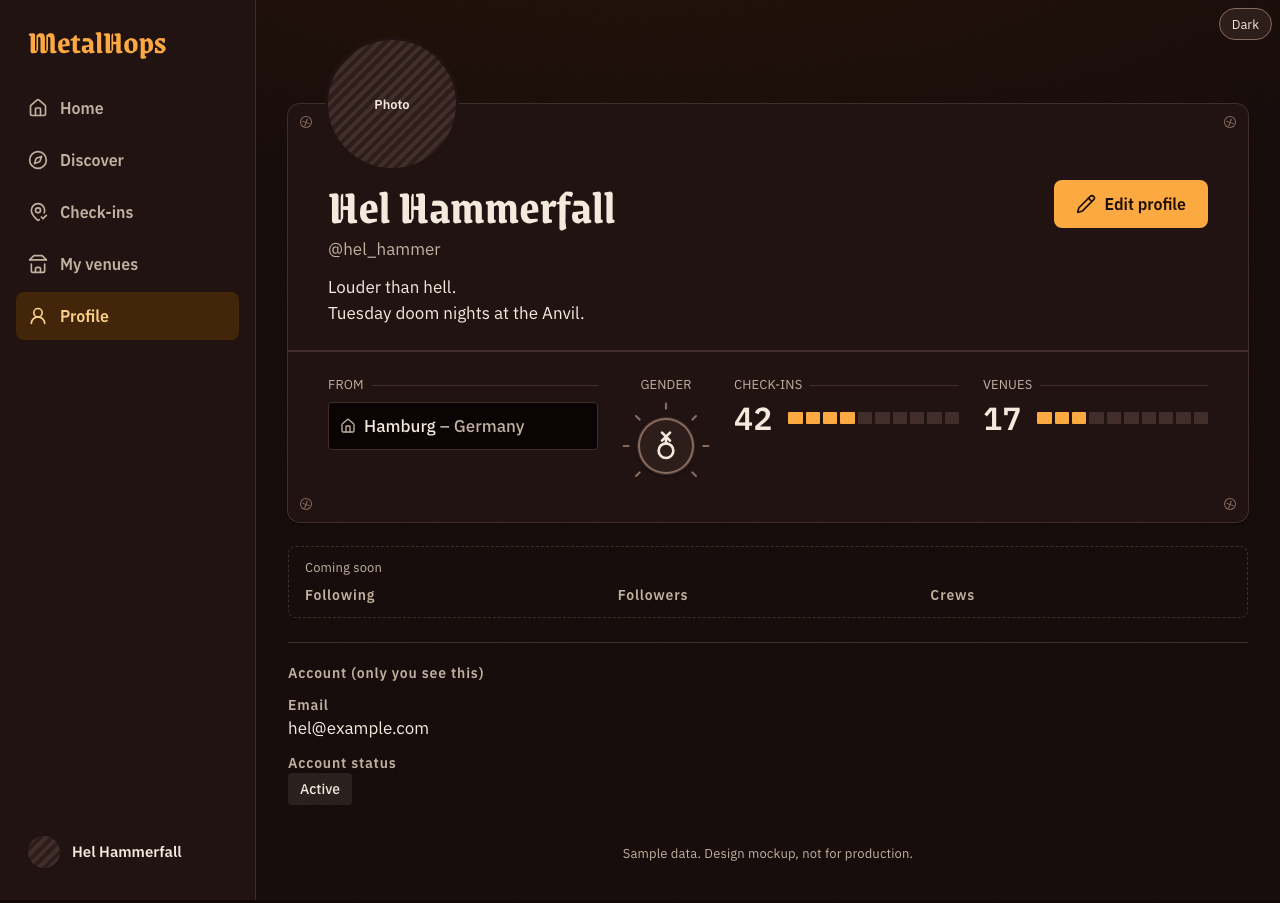 MetalHops
Dark
Home
Discover
Check-ins
My venues
Profile
Photo
Hel Hammerfall
@hel_hammer
Edit profile
Louder than hell.
Tuesday doom nights at the Anvil.
FROM
Hamburg – Germany
GENDER
CHECK-INS
42
VENUES
17
Coming soon
Following
Followers
Crews
Account (only you see this)
Email
hel@example.com
Account status
Active
Hel Hammerfall
Sample data. Design mockup, not for production.